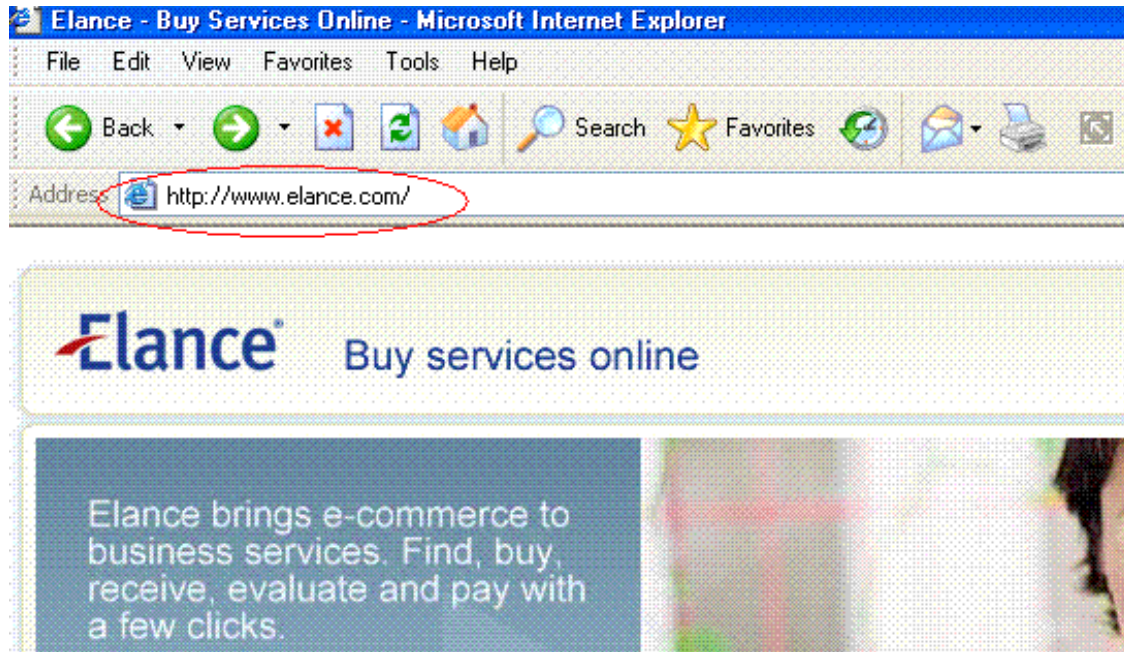 Elance - Buy Services Online - Microsoft Internet Explorer
File Edit View Favorites Tools Help
Back Search Favorites
Address http://www.elance.com/
Elance® Buy services online
Elance brings e-commerce to
business services. Find, buy,
receive, evaluate and pay with
a few clicks.